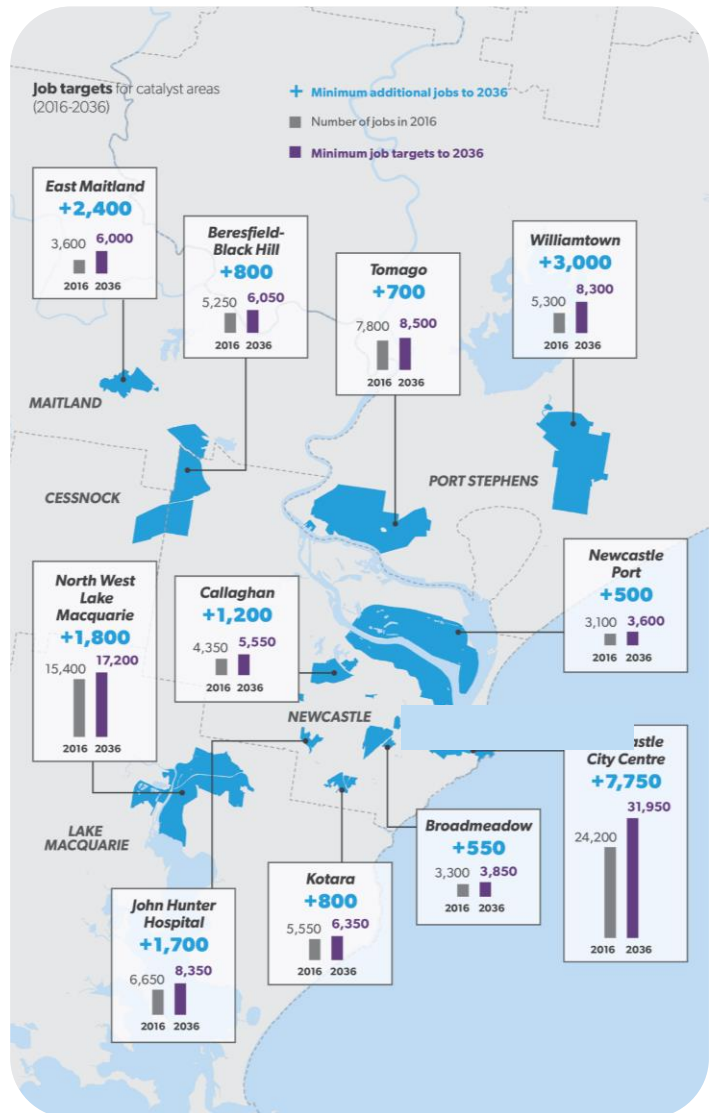 Job targets for catalyst areas
(2016-2036)
+ Minimum additional jobs to 2036
Number of jobs in 2016
Minimum job targets to 2036
East Maitland
+2,400
3,600 6,000
2016 2036
Beresfield-
Black Hill
+800
5,250 6,050
2016 2036
Tomago
+700
7,800 8,500
2016 2036
Williamtown
+3,000
5,300 8,300
2016 2036
MAITLAND
CESSNOCK
PORT STEPHENS
North West
Lake
Macquarie
+1,800
15,400 17,200
2016 2036
Callaghan
+1,200
4,350 5,550
2016 2036
Newcastle
Port
+500
3,100 3,600
2016 2036
NEWCASTLE
LAKE
MACQUARIE
City Centre
+7,750
24,200 31,950
2016 2036
Broadmeadow
+550
3,300 3,850
2016 2036
Kotara
+800
5,550 6,350
2016 2036
John Hunter
Hospital
+1,700
6,650 8,350
2016 2036